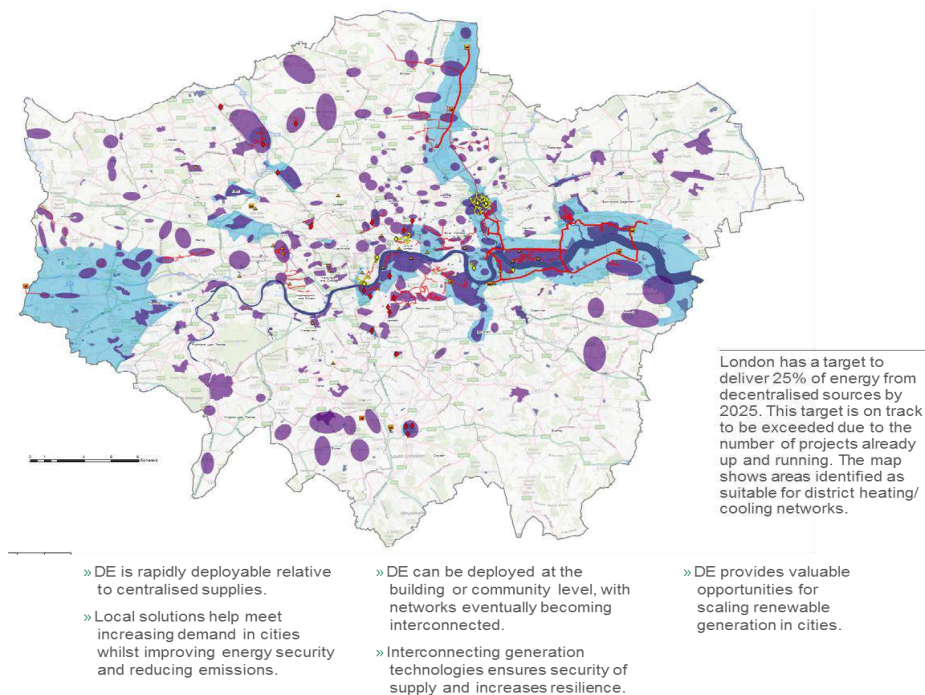 London has a target to
deliver 25% of energy from
decentralised sources by
2025. This target is on track
to be exceeded due to the
number of projects already
up and running. The map
shows areas identified as
suitable for district heating/
cooling networks.
» DE is rapidly deployable relative
to centralised supplies.
» Local solutions help meet
increasing demand in cities
whilst improving energy security
and reducing emissions.
» DE can be deployed at the
building or community level, with
networks eventually becoming
interconnected.
» Interconnecting generation
technologies ensures security of
supply and increases resilience.
» DE provides valuable
opportunities for
scaling renewable
generation in cities.